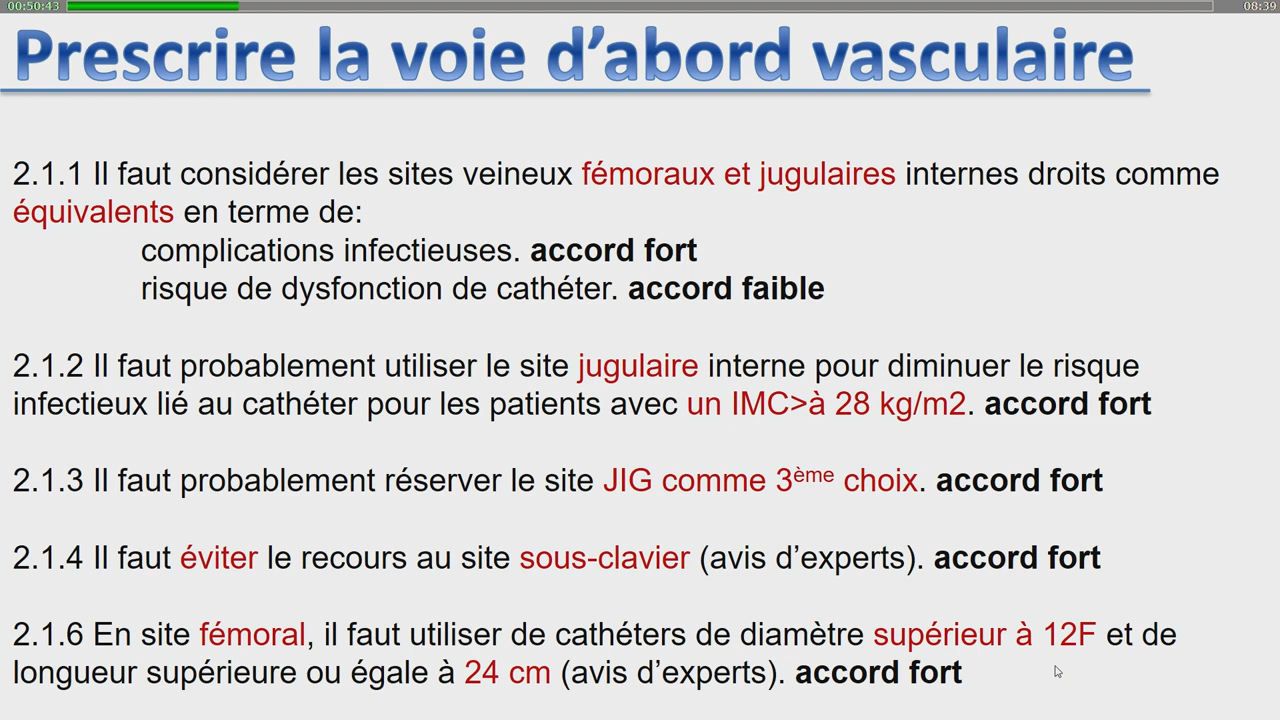 00:50:43
08:39
Prescrire la voie d’abord vasculaire
2.1.1 Il faut considérer les sites veineux fémoraux et jugulaires internes droits comme
équivalents en terme de:
complications infectieuses. accord fort
risque de dysfonction de cathéter. accord faible
2.1.2 Il faut probablement utiliser le site jugulaire interne pour diminuer le risque
infectieux lié au cathéter pour les patients avec un IMC>à 28 kg/m2. accord fort
2.1.3 Il faut probablement réserver le site JIG comme 3ème choix. accord fort
2.1.4 Il faut éviter le recours au site sous-clavier (avis d’experts). accord fort
2.1.6 En site fémoral, il faut utiliser de cathéters de diamètre supérieur à 12F et de
longueur supérieure ou égale à 24 cm (avis d’experts). accord fort